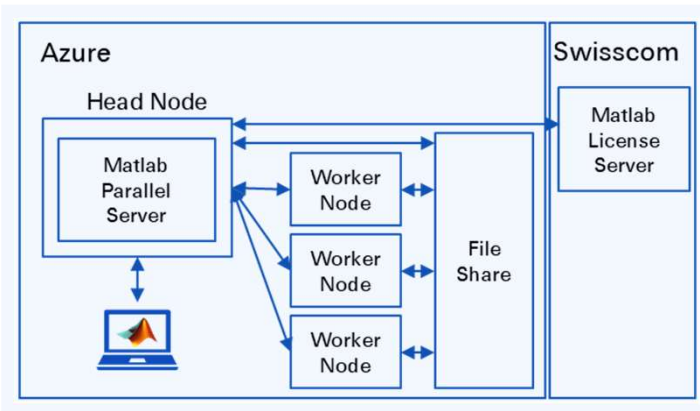 Azure
Swisscom
Head Node
Matlab
Parallel
Server
Matlab
License
Server
Worker
Node
Worker
Node
Worker
Node
File
Share